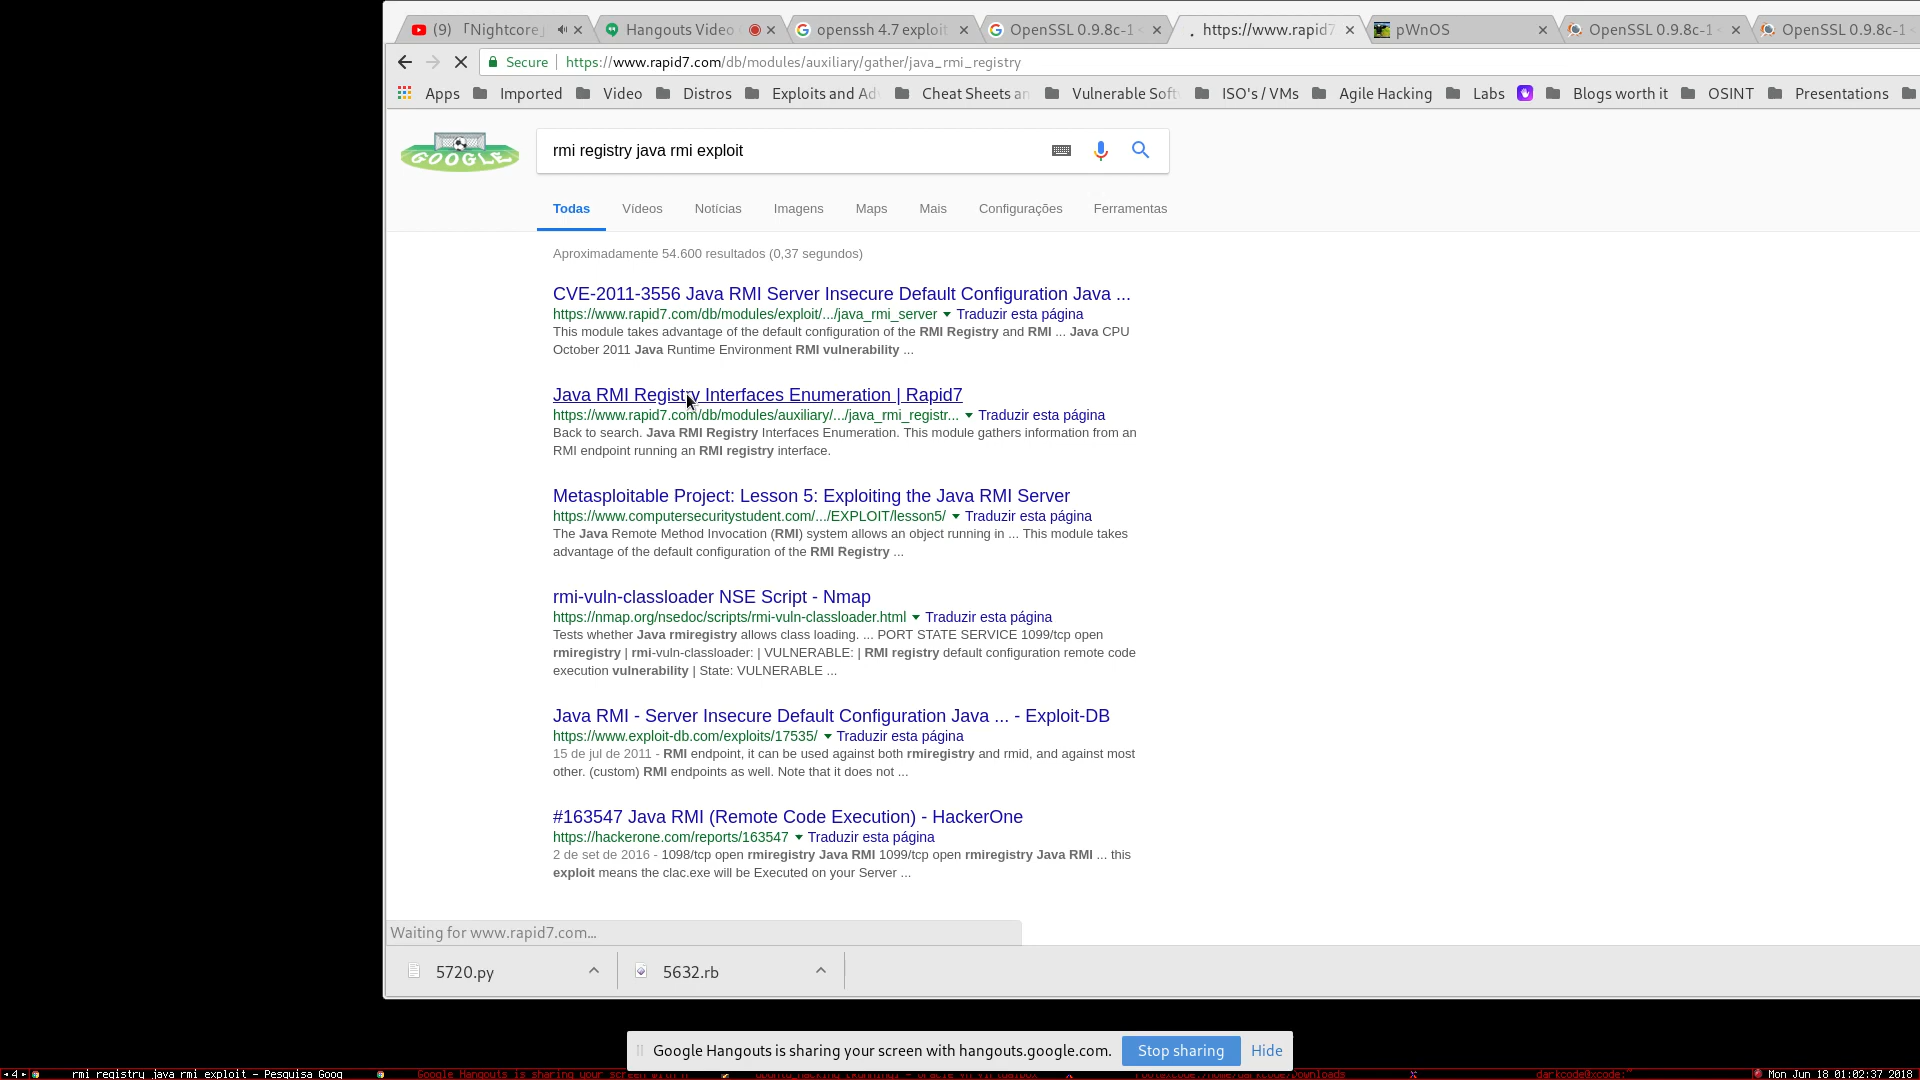 (9) 「Nightcore
Hangouts Video
openssh 4.7 exploit
OpenSSL 0.9.8c-1
https://www.rapid7
pWnOS
OpenSSL 0.9.8c-1
OpenSSL 0.9.8c-1
Secure
https://www.rapid7.com/db/modules/auxiliary/gather/java_rmi_registry
Apps
Imported
Video
Distros
Exploits and Adv
Cheat Sheets an
Vulnerable Soft
ISO's / VMs
Agile Hacking
Labs
Blogs worth it
OSINT
Presentations
GOOGLE
rmi registry java rmi exploit
Todas
Vídeos
Notícias
Imagens
Maps
Mais
Configurações
Ferramentas
Aproximadamente 54.600 resultados (0,37 segundos)
CVE-2011-3556 Java RMI Server Insecure Default Configuration Java ...
https://www.rapid7.com/db/modules/exploit/.../java_rmi_server Traduzir esta página
This module takes advantage of the default configuration of the RMI Registry and RMI ... Java CPU
October 2011 Java Runtime Environment RMI vulnerability ...
Java RMI Registry Interfaces Enumeration | Rapid7
https://www.rapid7.com/db/modules/auxiliary/.../java_rmi_registr... Traduzir esta página
Back to search. Java RMI Registry Interfaces Enumeration. This module gathers information from an
RMI endpoint running an RMI registry interface.
Metasploitable Project: Lesson 5: Exploiting the Java RMI Server
https://www.computersecuritystudent.com/.../EXPLOIT/lesson5/ Traduzir esta página
The Java Remote Method Invocation (RMI) system allows an object running in ... This module takes
advantage of the default configuration of the RMI Registry ...
rmi-vuln-classloader NSE Script - Nmap
https://nmap.org/nsedoc/scripts/rmi-vuln-classloader.html Traduzir esta página
Tests whether Java rmiregistry allows class loading. ... PORT STATE SERVICE 1099/tcp open
rmiregistry | rmi-vuln-classloader: | VULNERABLE: | RMI registry default configuration remote code
execution vulnerability | State: VULNERABLE ...
Java RMI - Server Insecure Default Configuration Java ... - Exploit-DB
https://www.exploit-db.com/exploits/17535/ Traduzir esta página
15 de jul de 2011 - RMI endpoint, it can be used against both rmiregistry and rmid, and against most
other. (custom) RMI endpoints as well. Note that it does not ...
#163547 Java RMI (Remote Code Execution) - HackerOne
https://hackerone.com/reports/163547 Traduzir esta página
2 de set de 2016 - 1098/tcp open rmiregistry Java RMI 1099/tcp open rmiregistry Java RMI ... this
exploit means the clac.exe will be Executed on your Server ...
Waiting for www.rapid7.com...
5720.py
5632.rb
Google Hangouts is sharing your screen with hangouts.google.com.
Stop sharing
Hide
4
rmi registry java rmi exploit - Pesquisa Goog
Google Hangouts is sharing your screen with
Mon Jun 18 01:02:37 2018